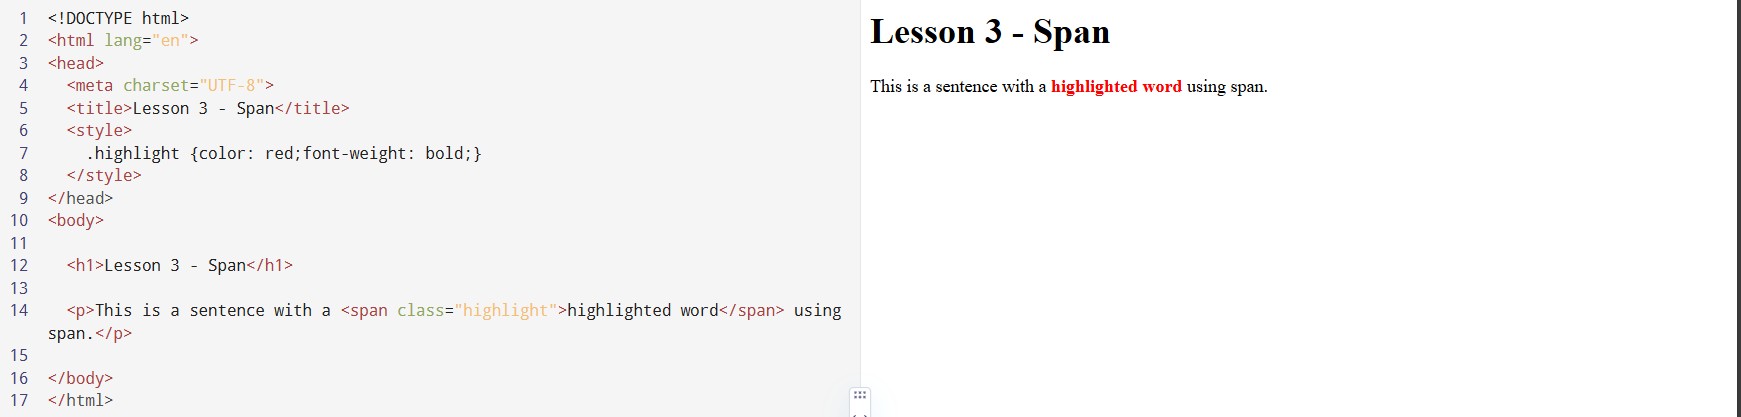 1 <!DOCTYPE html>
2 <html lang="en">
3 <head>
4 <meta charset="UTF-8">
5 <title>Lesson 3 - Span</title>
6 <style>
7 .highlight {color: red;font-weight: bold;}
8 </style>
9 </head>
10 <body>
11
12 <h1>Lesson 3 - Span</h1>
13
14 <p>This is a sentence with a <span class="highlight">highlighted word</span> using
span.</p>
15
16 </body>
17 </html>
Lesson 3 - Span
This is a sentence with a highlighted word using span.